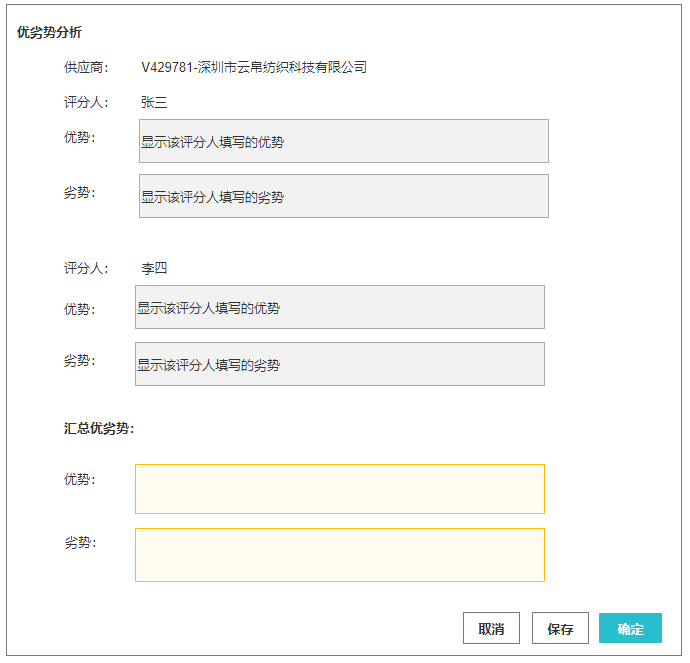 优劣势分析
供应商： V429781-深圳市云帛纺织科技有限公司
评分人： 张三
优势： 显示该评分人填写的优势
劣势： 显示该评分人填写的劣势
评分人： 李四
优势： 显示该评分人填写的优势
劣势： 显示该评分人填写的劣势
汇总优劣势：
优势：
劣势：
取消 保存 确定